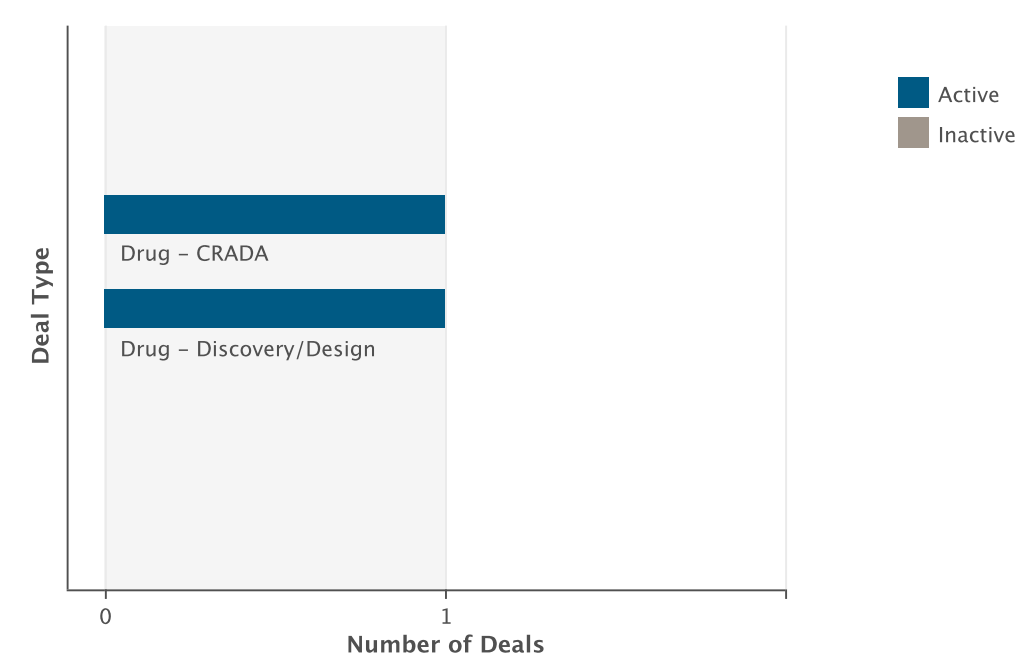 Active
Inactive
Drug – CRADA
Drug – Discovery/Design
Deal Type
0
1
Number of Deals